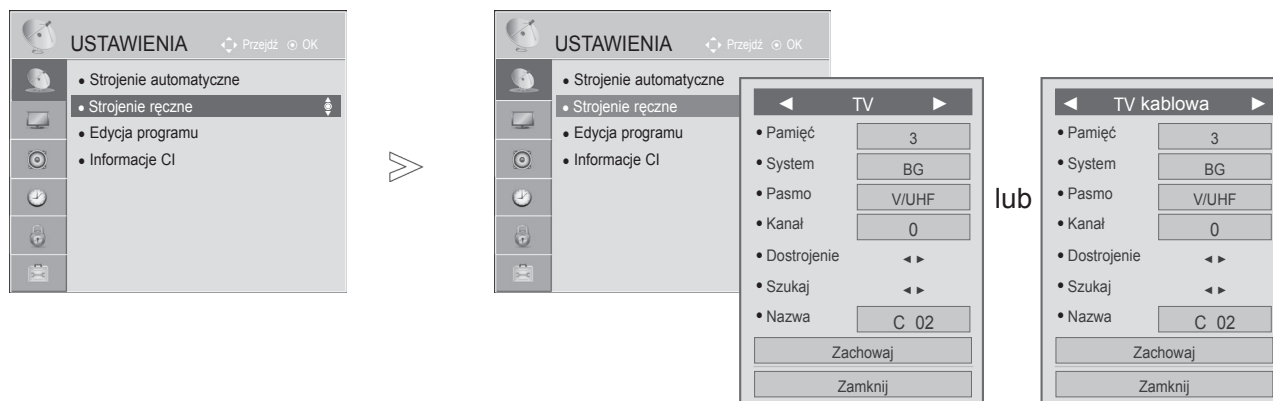 USTAWIENIA
Przejdź OK
• Strojenie automatyczne
• Strojenie ręczne
• Edycja programu
• Informacje CI
USTAWIENIA
Przejdź OK
• Strojenie automatyczne
• Strojenie ręczne
• Edycja programu
• Informacje CI
◄ TV ►
• Pamięć 3
• System BG
• Pasmo V/UHF
• Kanał 0
• Dostrojenie ◄ ►
• Szukaj ◄ ►
• Nazwa C 02
Zachowaj
Zamknij
lub
◄ TV kablowa ►
• Pamięć 3
• System BG
• Pasmo V/UHF
• Kanał 0
• Dostrojenie ◄ ►
• Szukaj ◄ ►
• Nazwa C 02
Zachowaj
Zamknij